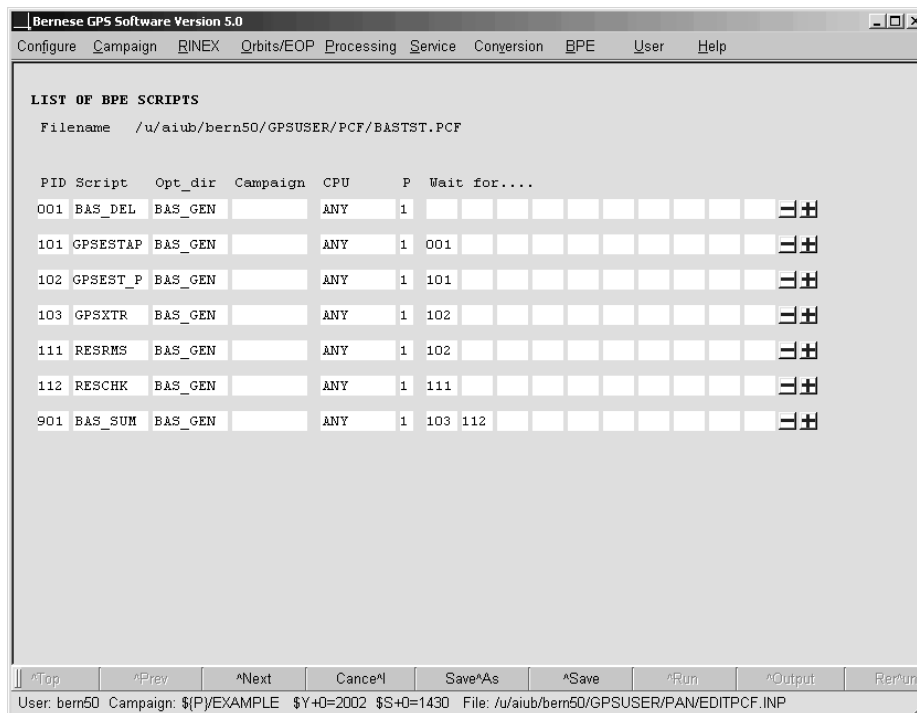 Bernese GPS Software Version 5.0
Configure Campaign RINEX Orbits/EOP Processing Service Conversion BPE User Help
LIST OF BPE SCRIPTS
Filename /u/aiub/bern50/GPSUSER/PCF/BASTST.PCF
PID Script Opt_dir Campaign CPU P Wait for....
001 BAS_DEL BAS_GEN ANY 1
101 GPSESTAP BAS_GEN ANY 1 001
102 GPSEST_P BAS_GEN ANY 1 101
103 GPSXTR BAS_GEN ANY 1 102
111 RESRMS BAS_GEN ANY 1 102
112 RESCHK BAS_GEN ANY 1 111
901 BAS_SUM BAS_GEN ANY 1 103 112
^Top ^Prev ^Next Cance^l Save^As ^Save ^Run ^Output Rer^un
User: bern50 Campaign: ${P}/EXAMPLE $Y+0=2002 $S+0=1430 File: /u/aiub/bern50/GPSUSER/PAN/EDITPCF.INP